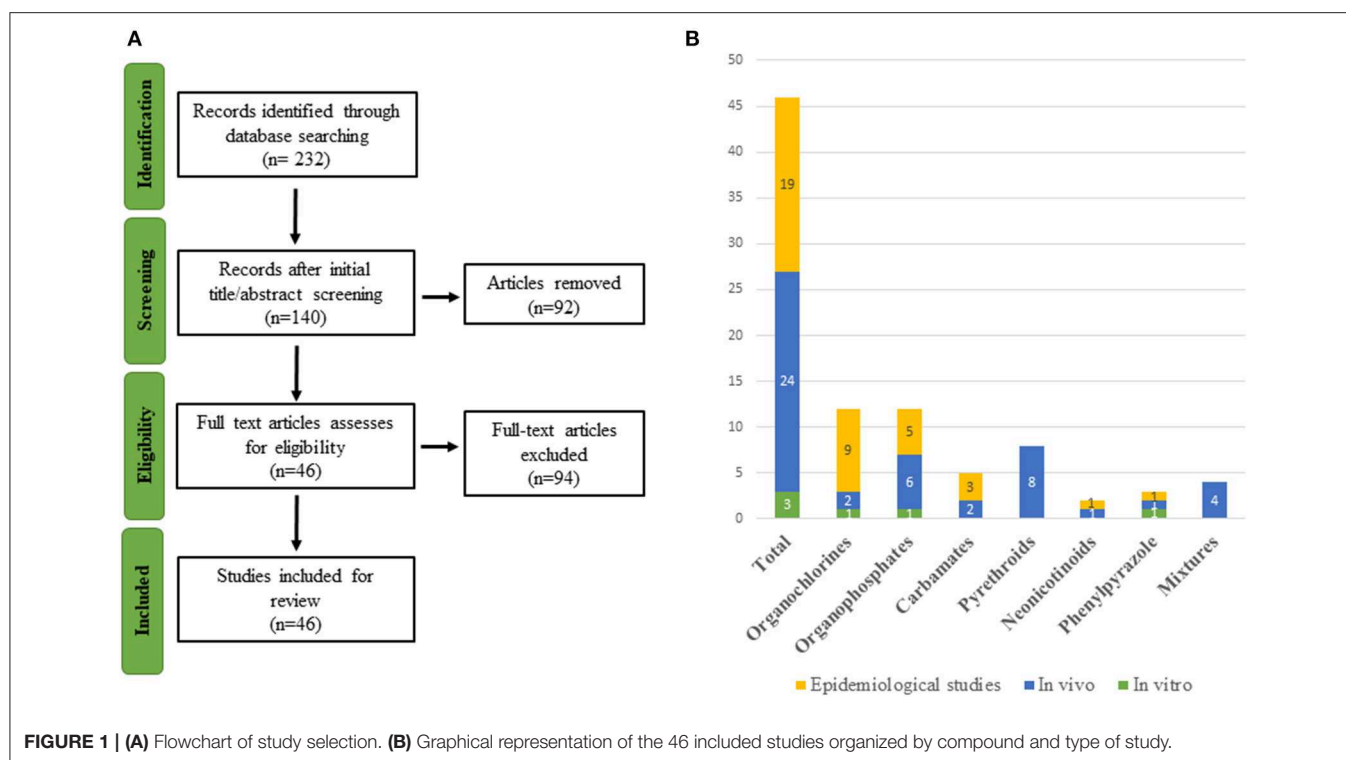 A
Identification
Records identified through
database searching
(n= 232)
Screening
Records after initial
title/abstract screening
(n=140)
Articles removed
(n=92)
Eligibility
Full text articles assesses
for eligibility
(n=46)
Full-text articles
excluded
(n=94)
Included
Studies included for
review
(n=46)
B
50
45
40
35
30
25
20
15
10
5
0
19
24
3
9
2
1
5
6
1
3
2
8
1
1
1
1
1
4
Total
Organochlorines
Organophosphates
Carbamates
Pyrethroids
Neonicotinoids
Phenylpyrazole
Mixtures
Epidemiological studies
In vivo
In vitro
FIGURE 1 | (A) Flowchart of study selection. (B) Graphical representation of the 46 included studies organized by compound and type of study.